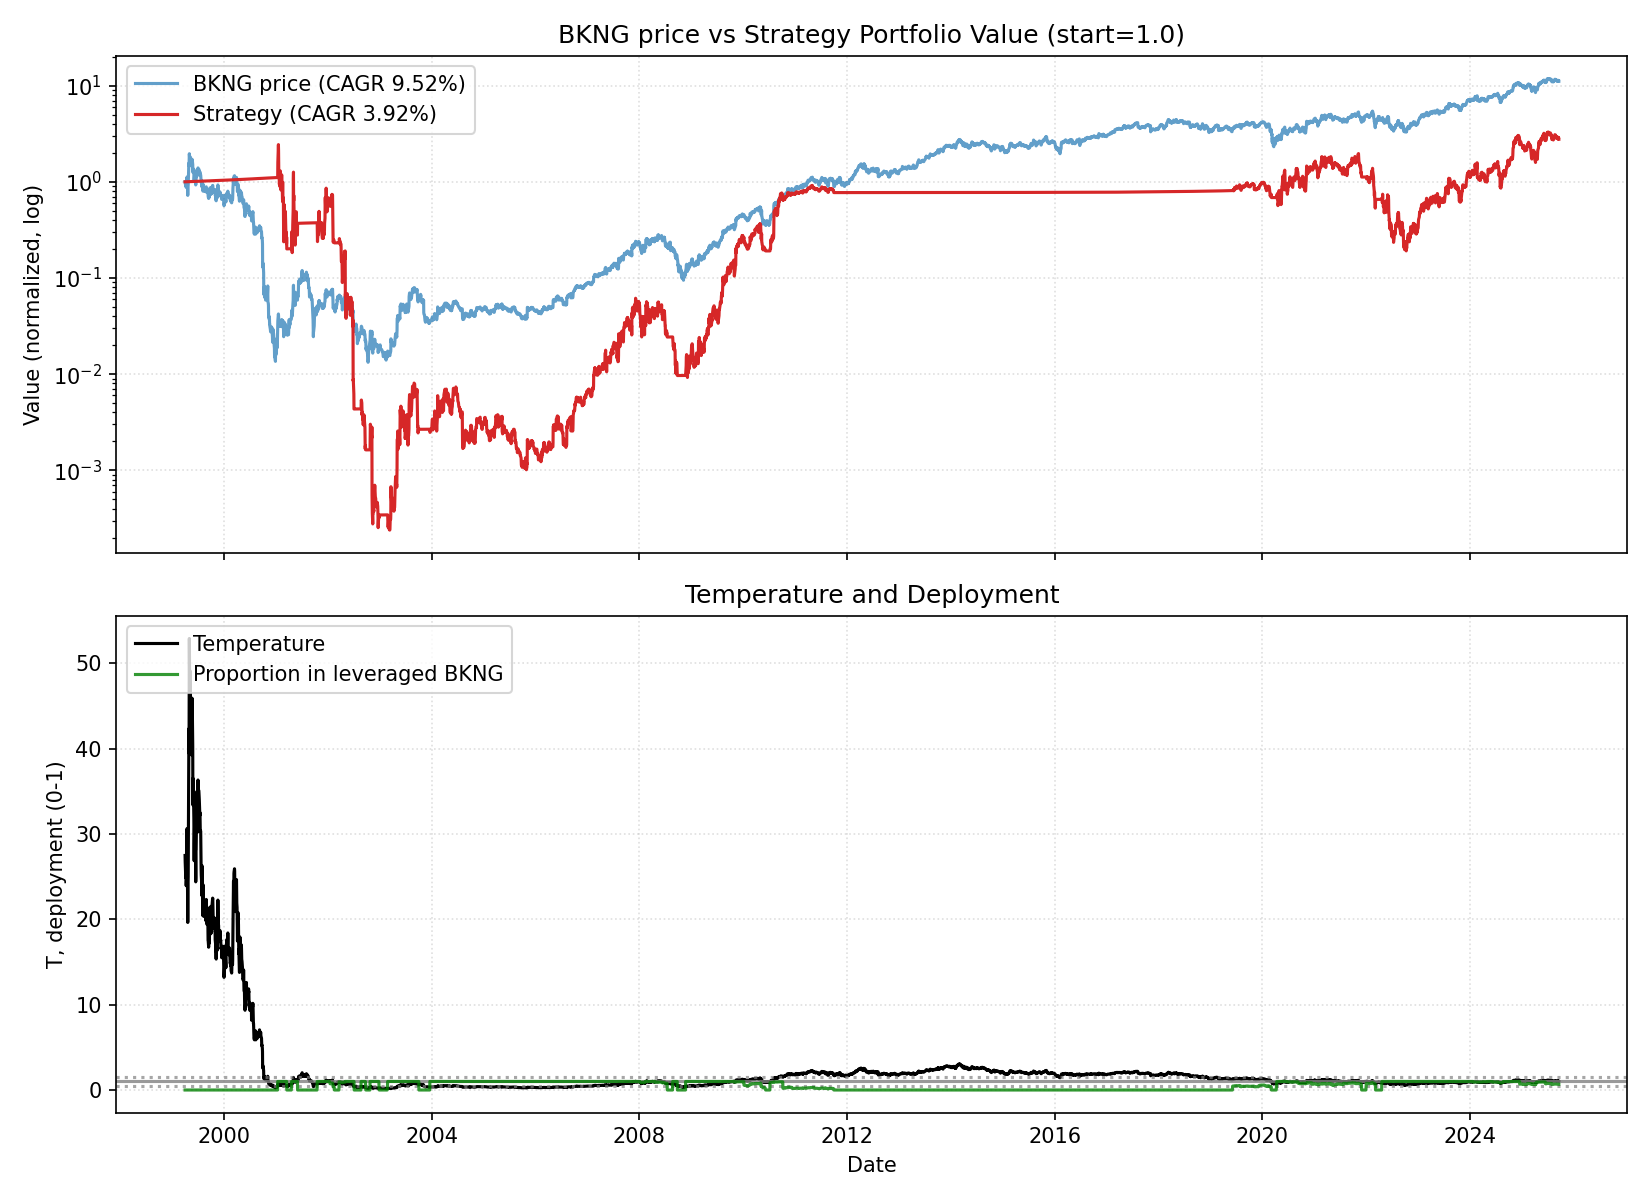 BKNG price vs Strategy Portfolio Value (start=1.0)
BKNG price (CAGR 9.52%)
Strategy (CAGR 3.92%)
Value (normalized, log)
10¹
10⁰
10⁻¹
10⁻²
10⁻³
Temperature and Deployment
Temperature
Proportion in leveraged BKNG
T, deployment (0-1)
50
40
30
20
10
0
2000 2004 2008 2012 2016 2020 2024
Date